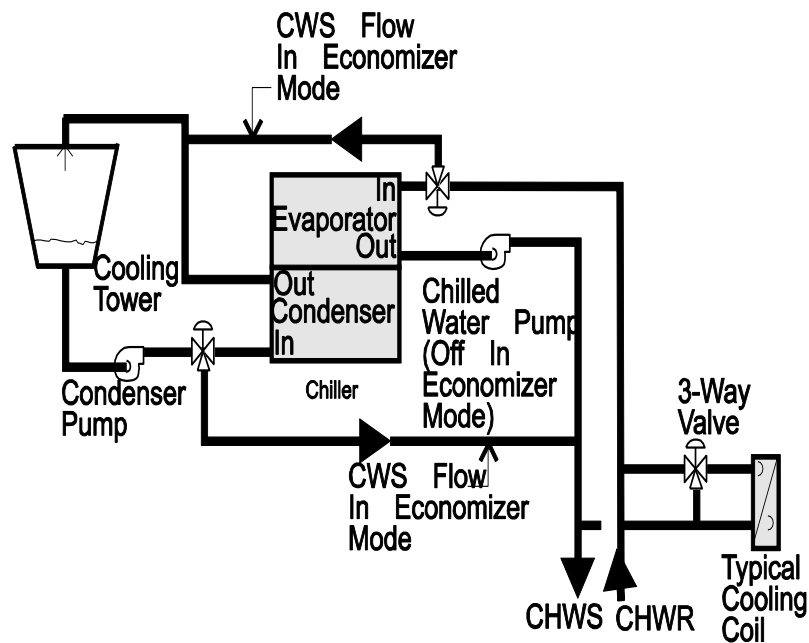 CWS Flow
In Economizer
Mode
In
Evaporator
Out
Cooling
Tower
Out
Condenser
In
Chilled
Water Pump
(Off In
Economizer
Mode)
Condenser
Pump
Chiller
3-Way
Valve
CWS Flow
In Economizer
Mode
Typical
Cooling
Coil
CHWS
CHWR